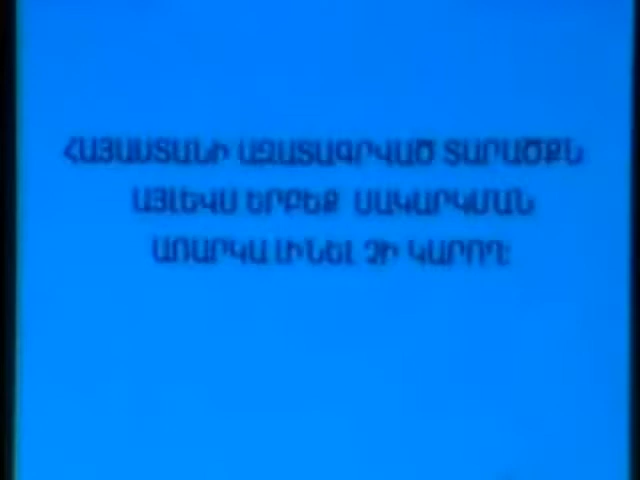 ՀԱՅԱՍՏԱՆԻ ԱԶԱՏԱԳՐՎԱԾ ՏԱՐԱԾՔՆ
ԱՅԼԵՎՍ ԵՐԲԵՔ ՍԱԿԱՐԿՄԱՆ
ԱՌԱՐԿԱ ԼԻՆԵԼ ՉԻ ԿԱՐՈՂ: